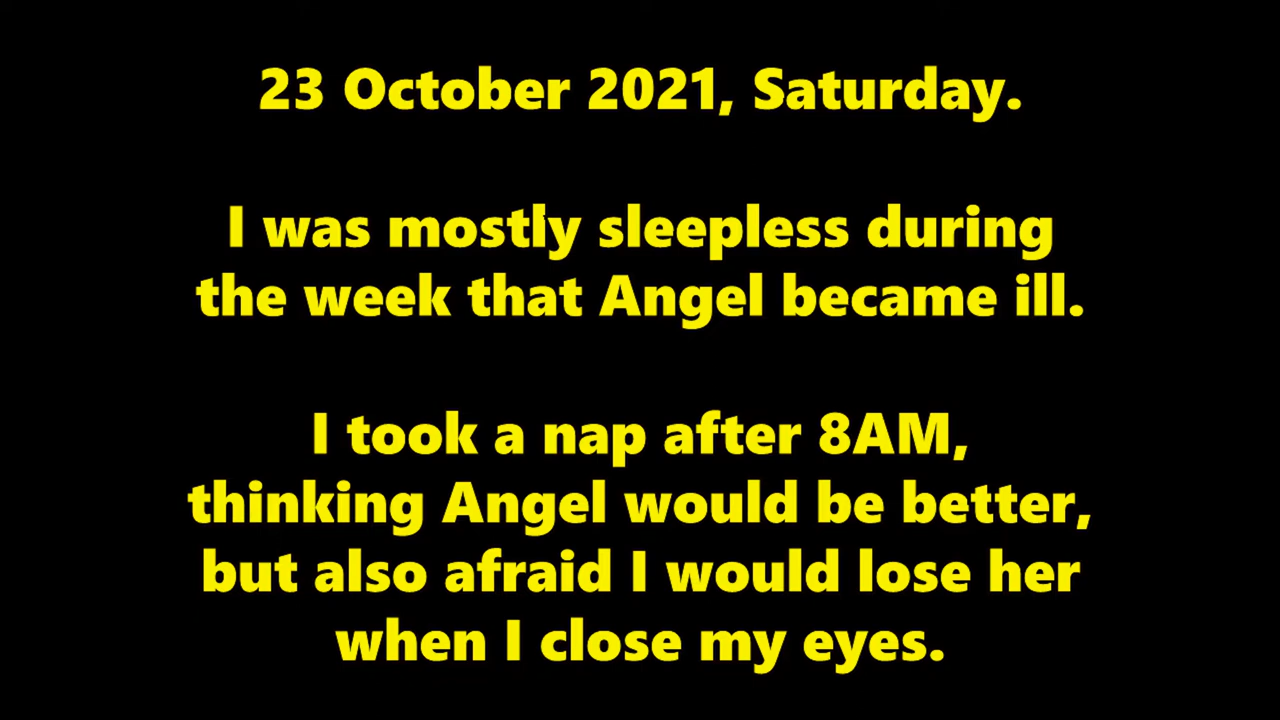 23 October 2021, Saturday.
I was mostly sleepless during
the week that Angel became ill.
I took a nap after 8AM,
thinking Angel would be better,
but also afraid I would lose her
when I close my eyes.